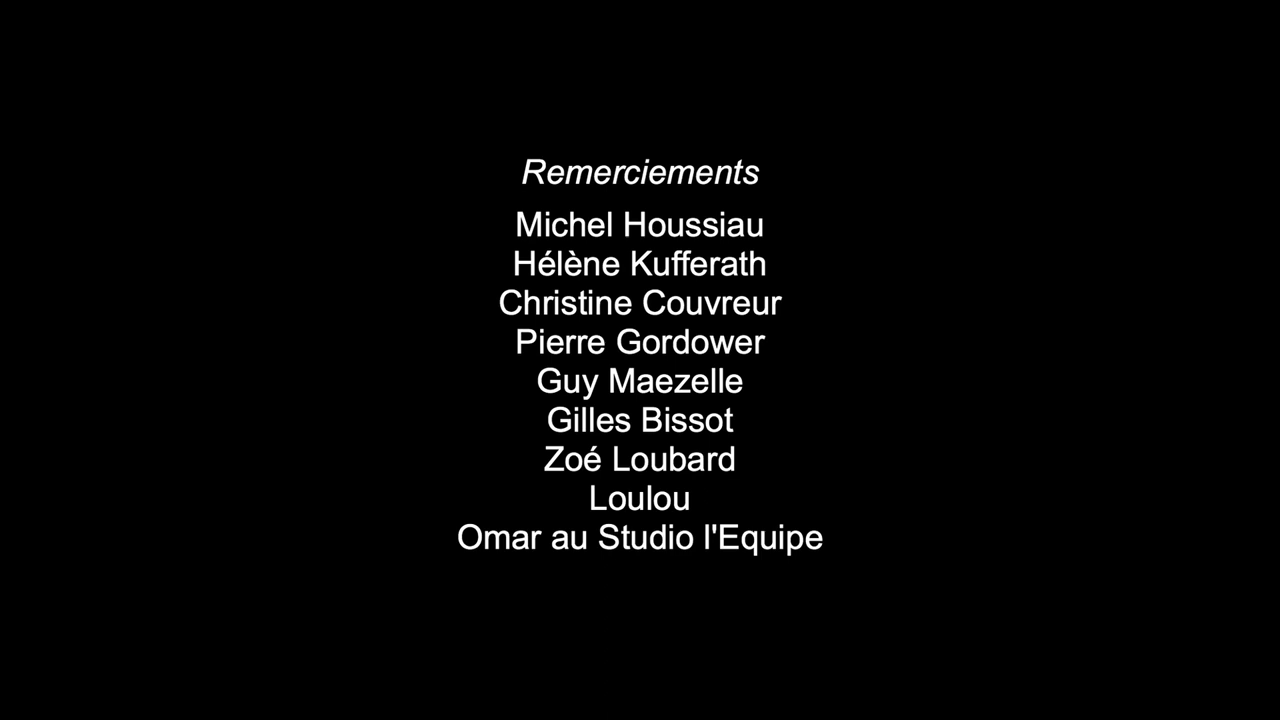 Remerciements
Michel Houssiau
Hélène Kufferath
Christine Couvreur
Pierre Gordower
Guy Maezelle
Gilles Bissot
Zoé Loubard
Loulou
Omar au Studio l'Equipe